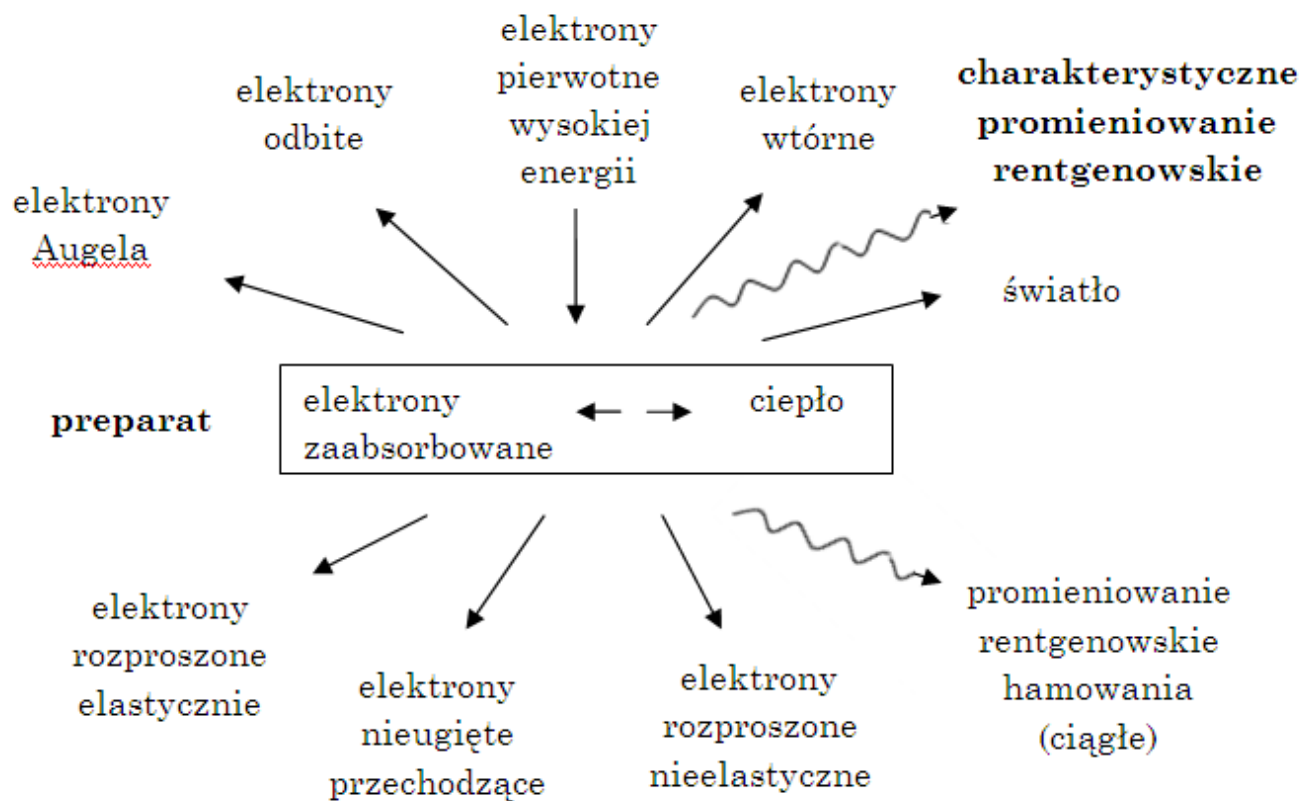 elektrony
pierwotne
wysokiej
energii
elektrony
odbite
elektrony
wtórne
charakterystyczne
promieniowanie
rentgenowskie
elektrony
Augela
światło
preparat
elektrony
zaabsorbowane
ciepło
elektrony
rozproszone
elastycznie
elektrony
nieugięte
przechodzące
elektrony
rozproszone
nieelastyczne
promieniowanie
rentgenowskie
hamowania
(ciągłe)